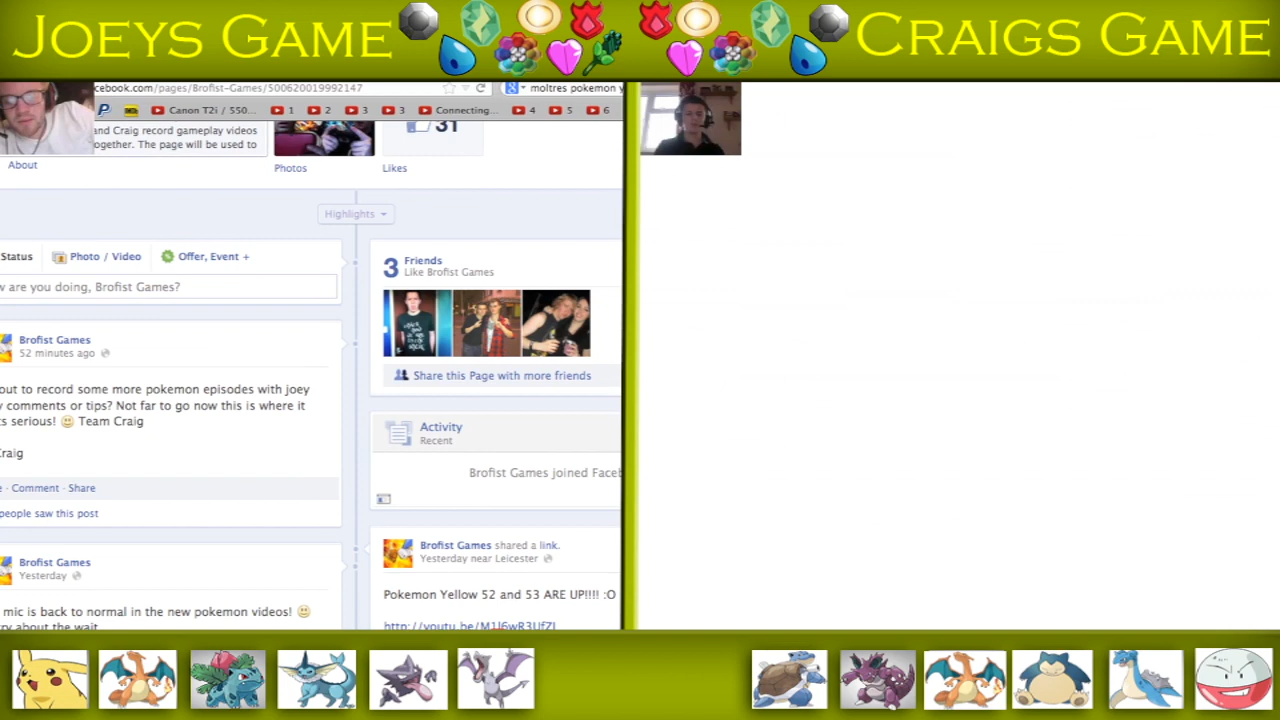 JOEYS GAME
CRAIGS GAME
cebook.com/pages/Brofist-Games/500620019992147
moltres pokemon y
Canon T2i / 550...
1
2
3
3
Connecting...
4
5
6
and Craig record gameplay videos
ogether. The page will be used to
31
About
Photos
Likes
Highlights
Status
Photo / Video
Offer, Event +
w are you doing, Brofist Games?
3
Friends
Like Brofist Games
Share this Page with more friends
Brofist Games
52 minutes ago
out to record some more pokemon episodes with joey
y comments or tips? Not far to go now this is where it
ts serious! Team Craig
Craig
e · Comment · Share
people saw this post
Activity
Recent
Brofist Games joined Faceb
Brofist Games
Yesterday
mic is back to normal in the new pokemon videos!
rry about the wait
Brofist Games shared a link.
Yesterday near Leicester
Pokemon Yellow 52 and 53 ARE UP!!!! :O